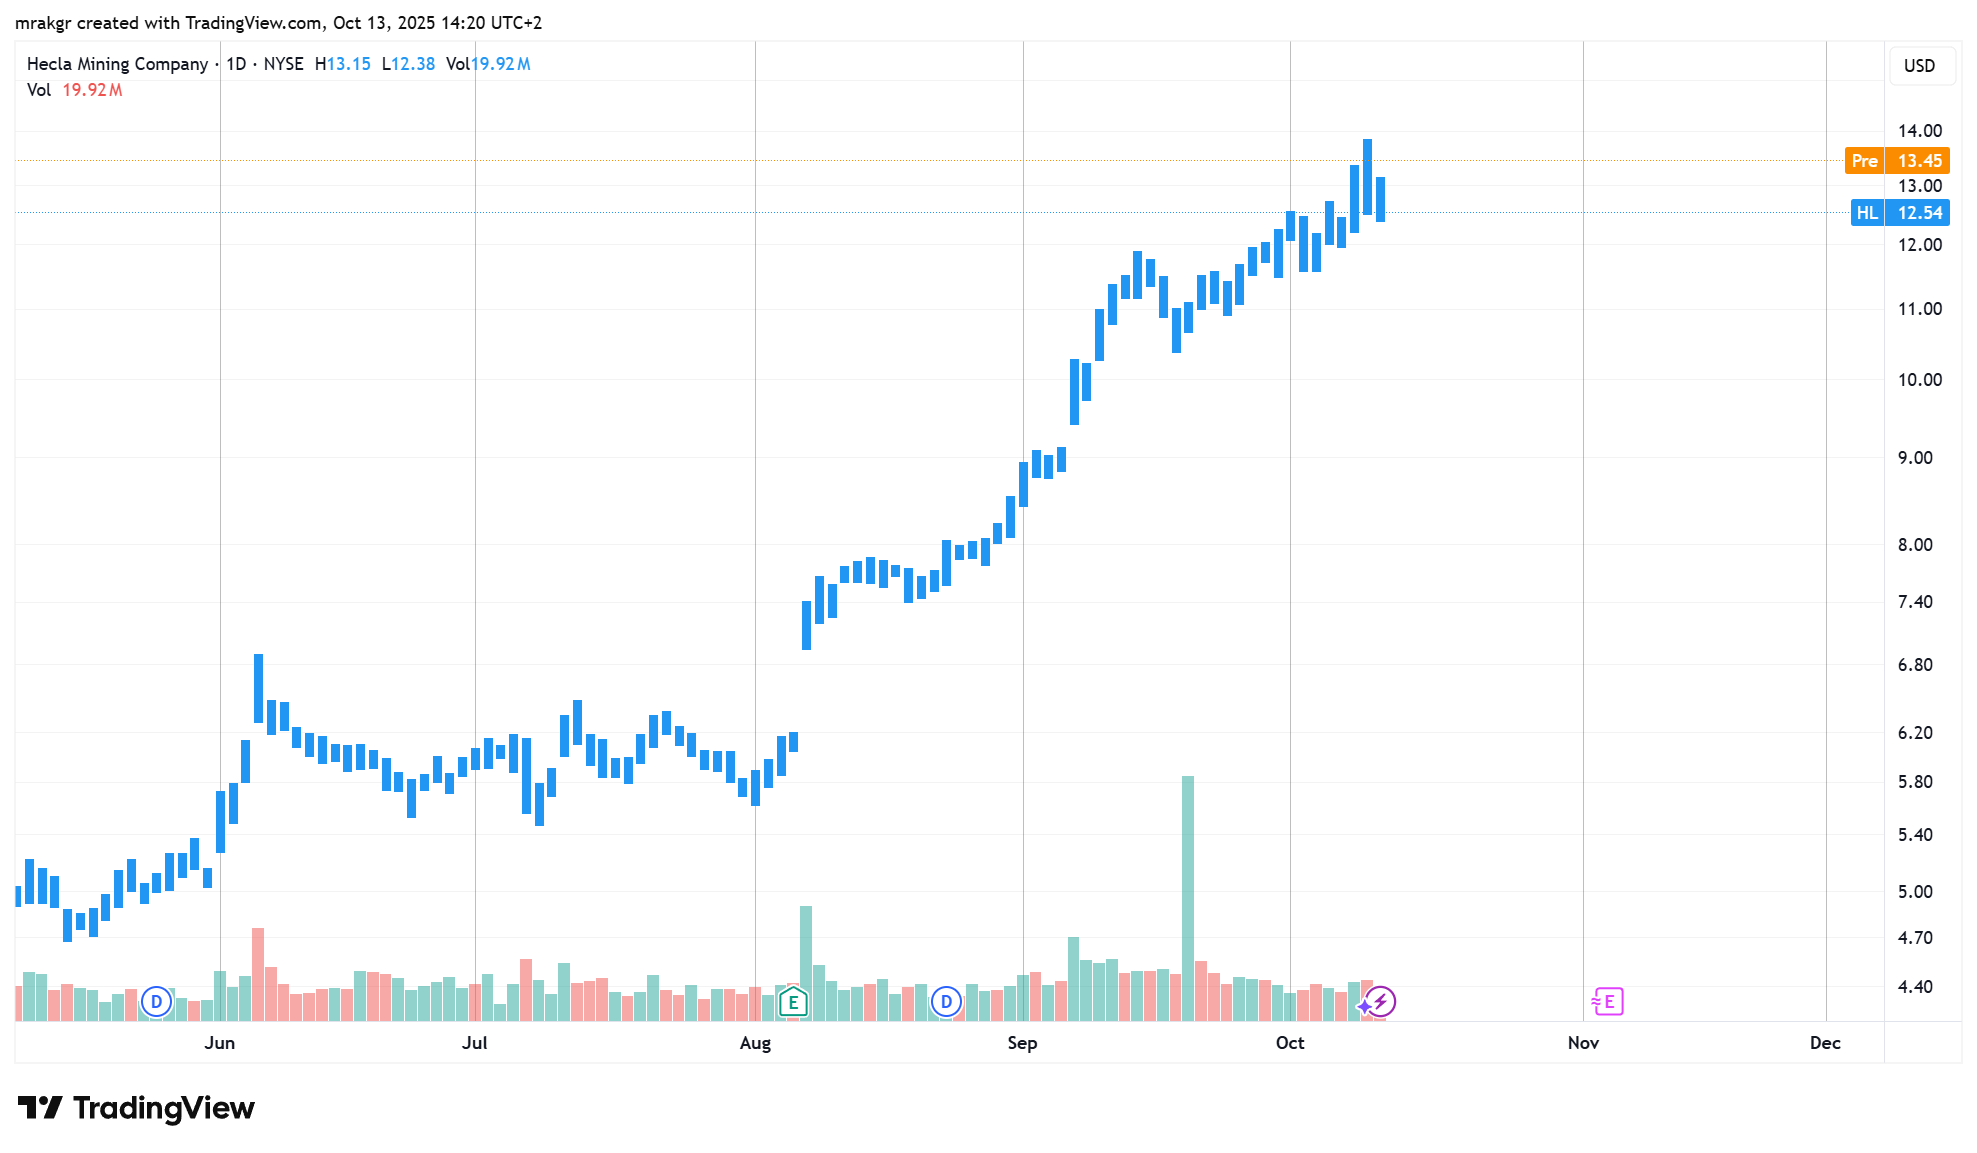 mrakgr created with TradingView.com, Oct 13, 2025 14:20 UTC+2
Hecla Mining Company · 1D · NYSE H13.15 L12.38 Vol19.92M
Vol 19.92M
USD
14.00
Pre 13.45
13.00
HL 12.54
12.00
11.00
10.00
9.00
8.00
7.40
6.80
6.20
5.80
5.40
5.00
4.70
4.40
D E D ≈E
Jun Jul Aug Sep Oct Nov Dec
TradingView